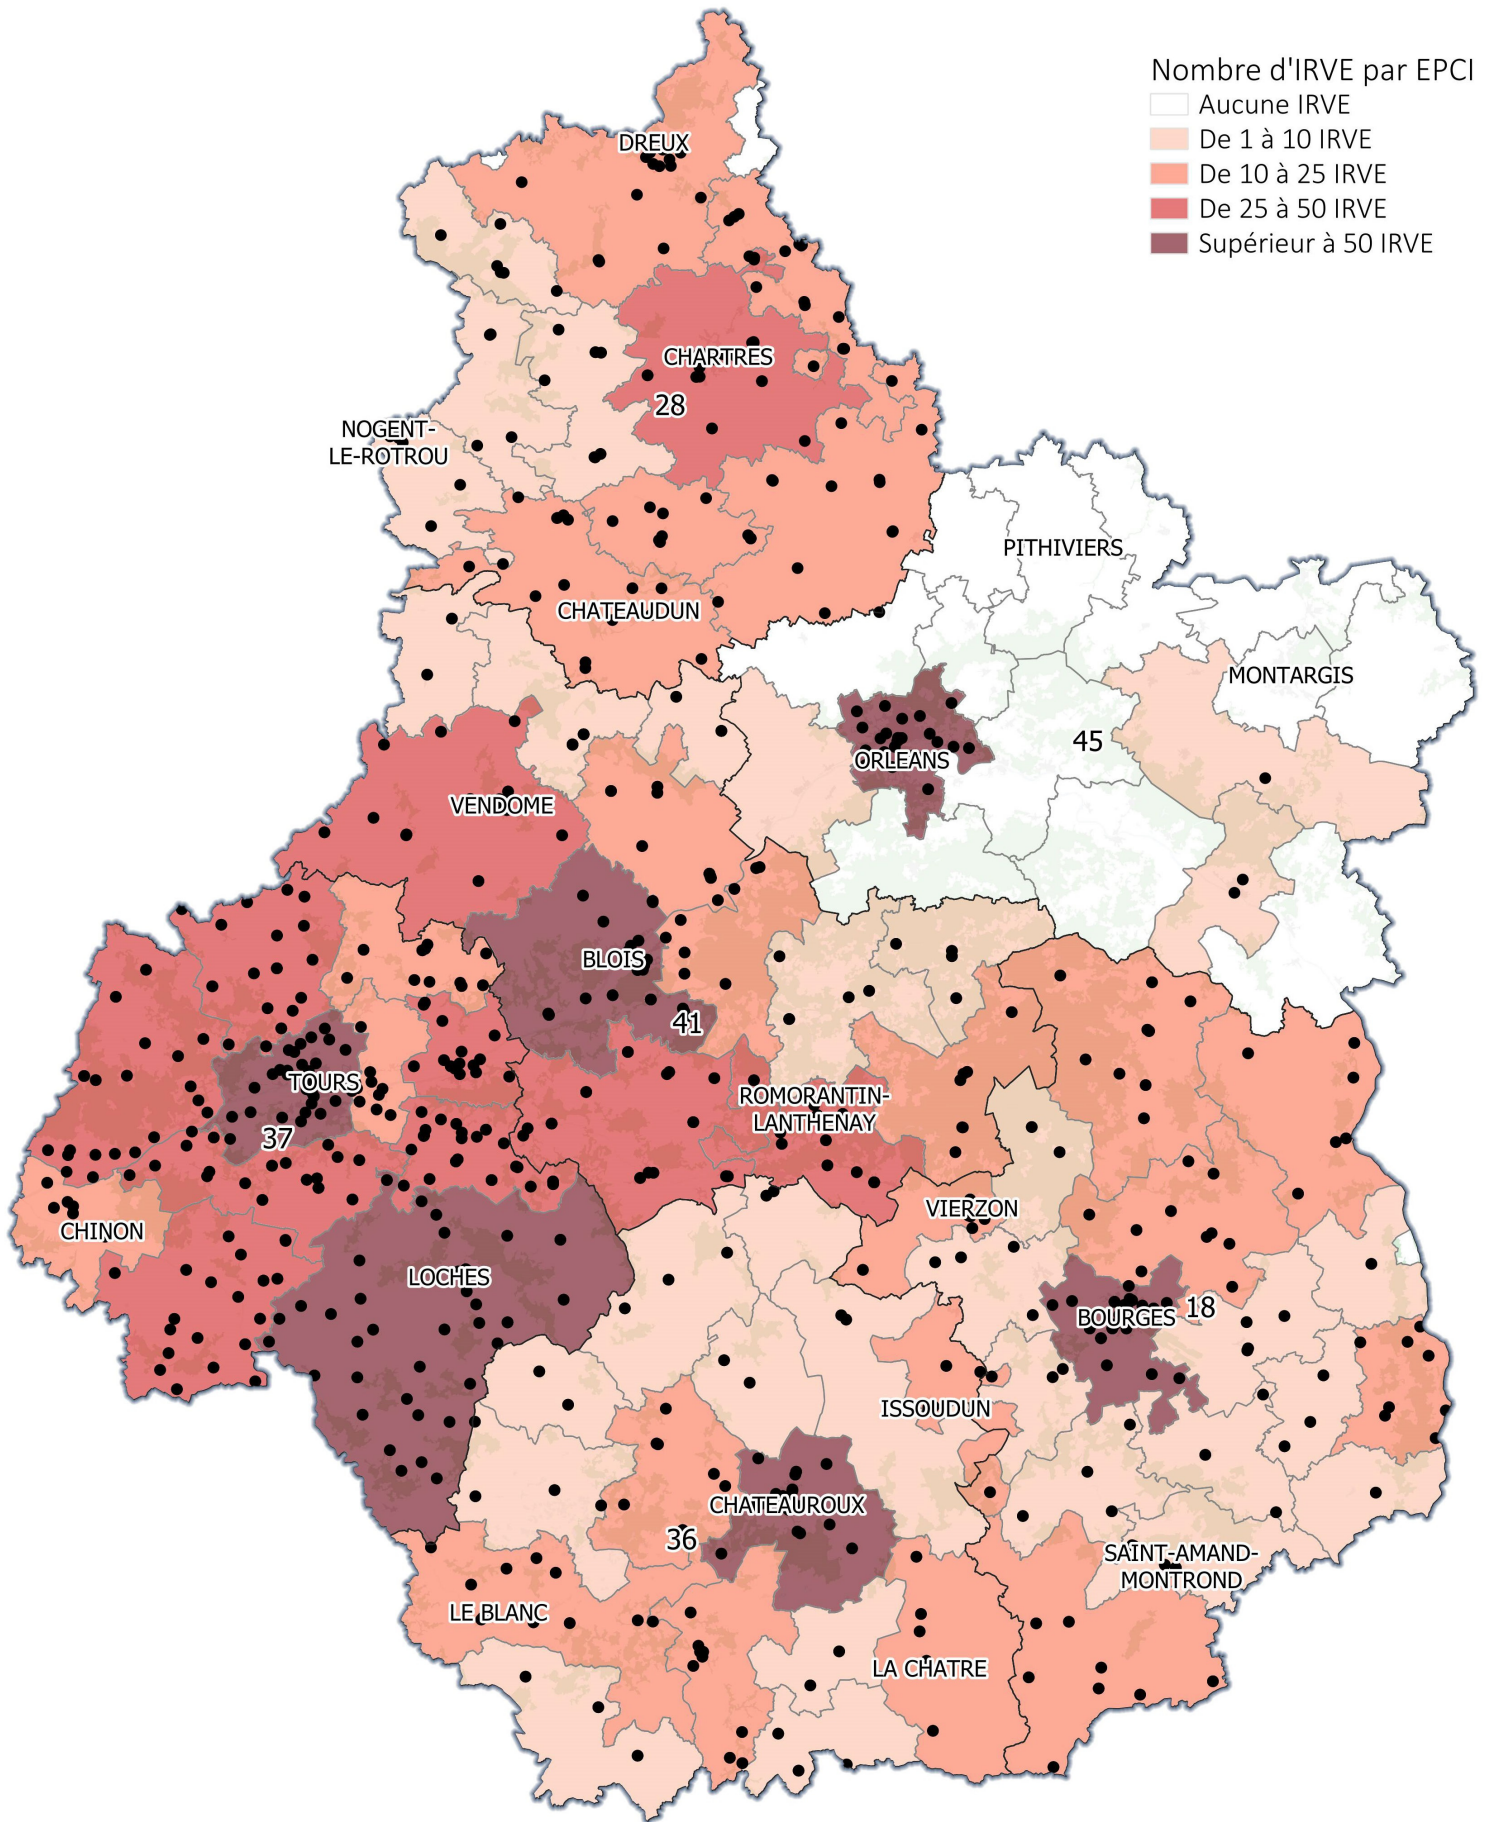 Nombre d'IRVE par EPCI
Aucune IRVE
De 1 à 10 IRVE
De 10 à 25 IRVE
De 25 à 50 IRVE
Supérieur à 50 IRVE
DREUX
CHARTRES
28
NOGENT-
LE-ROTROU
PITHIVIERS
CHATEAUDUN
MONTARGIS
45
ORLEANS
VENDOME
BLOIS
41
TOURS
ROMORANTIN-
LANTHENAY
37
VIERZON
CHINON
LOCHES
18
BOURGES
ISSOUDUN
CHATEAUROUX
36
SAINT-AMAND-
MONTROND
LE BLANC
LA CHATRE